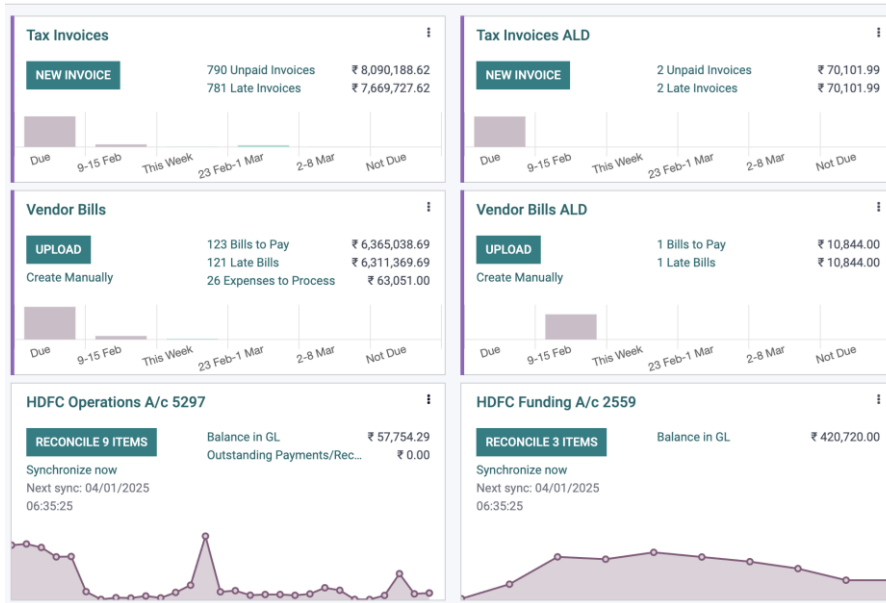 Tax Invoices
NEW INVOICE
790 Unpaid Invoices ₹ 8,090,188.62
781 Late Invoices ₹ 7,669,727.62
Due 9-15 Feb This Week 23 Feb-1 Mar 2-8 Mar Not Due
Tax Invoices ALD
NEW INVOICE
2 Unpaid Invoices ₹ 70,101.99
2 Late Invoices ₹ 70,101.99
Due 9-15 Feb This Week 23 Feb-1 Mar 2-8 Mar Not Due
Vendor Bills
UPLOAD
Create Manually
123 Bills to Pay ₹ 6,365,038.69
121 Late Bills ₹ 6,311,369.69
26 Expenses to Process ₹ 63,051.00
Due 9-15 Feb This Week 23 Feb-1 Mar 2-8 Mar Not Due
Vendor Bills ALD
UPLOAD
Create Manually
1 Bills to Pay ₹ 10,844.00
1 Late Bills ₹ 10,844.00
Due 9-15 Feb This Week 23 Feb-1 Mar 2-8 Mar Not Due
HDFC Operations A/c 5297
RECONCILE 9 ITEMS
Synchronize now
Next sync: 04/01/2025
06:35:25
Balance in GL ₹ 57,754.29
Outstanding Payments/Rec... ₹ 0.00
HDFC Funding A/c 2559
RECONCILE 3 ITEMS
Synchronize now
Next sync: 04/01/2025
06:35:25
Balance in GL ₹ 420,720.00